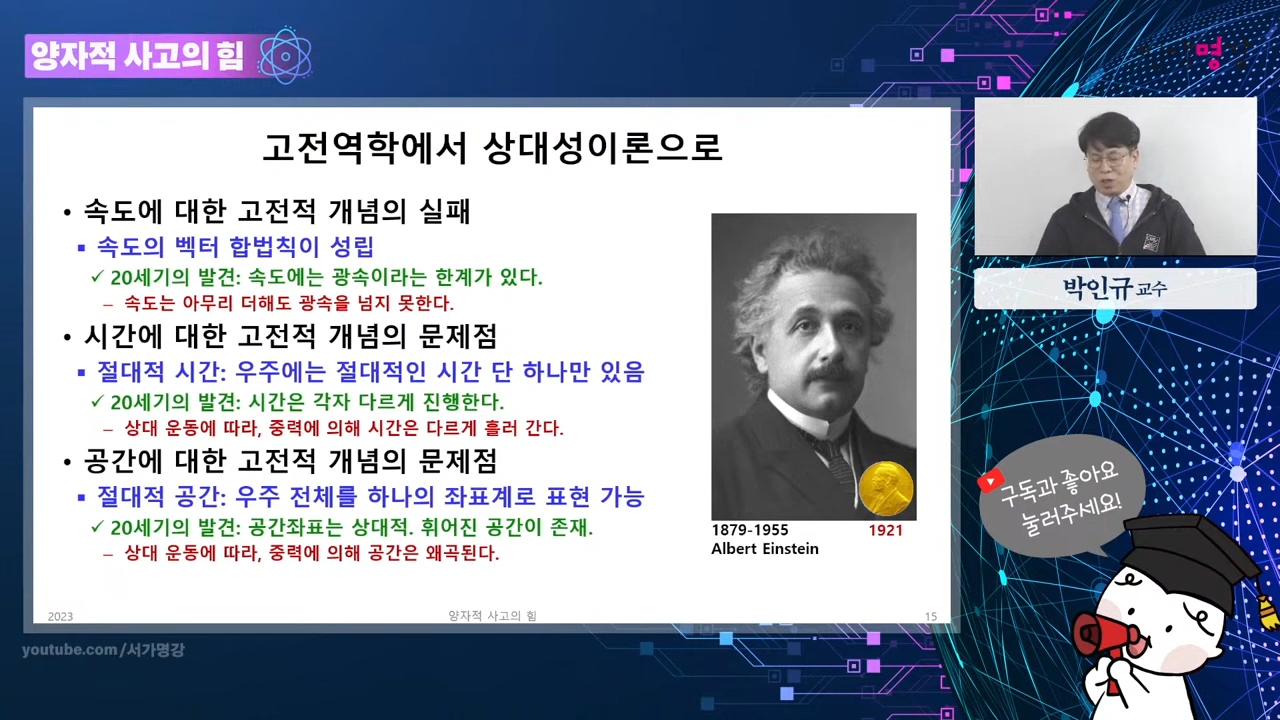 양자적 사고의 힘
명
고전역학에서 상대성이론으로
• 속도에 대한 고전적 개념의 실패
▪ 속도의 벡터 합법칙이 성립
✓ 20세기의 발견: 속도에는 광속이라는 한계가 있다.
– 속도는 아무리 더해도 광속을 넘지 못한다.
• 시간에 대한 고전적 개념의 문제점
▪ 절대적 시간: 우주에는 절대적인 시간 단 하나만 있음
✓ 20세기의 발견: 시간은 각자 다르게 진행한다.
– 상대 운동에 따라, 중력에 의해 시간은 다르게 흘러 간다.
• 공간에 대한 고전적 개념의 문제점
▪ 절대적 공간: 우주 전체를 하나의 좌표계로 표현 가능
✓ 20세기의 발견: 공간좌표는 상대적. 휘어진 공간이 존재.
– 상대 운동에 따라, 중력에 의해 공간은 왜곡된다.
1879-1955 1921
Albert Einstein
2023 양자적 사고의 힘 15
박인규 교수
구독과 좋아요
눌러주세요!
youtube.com/서가명강